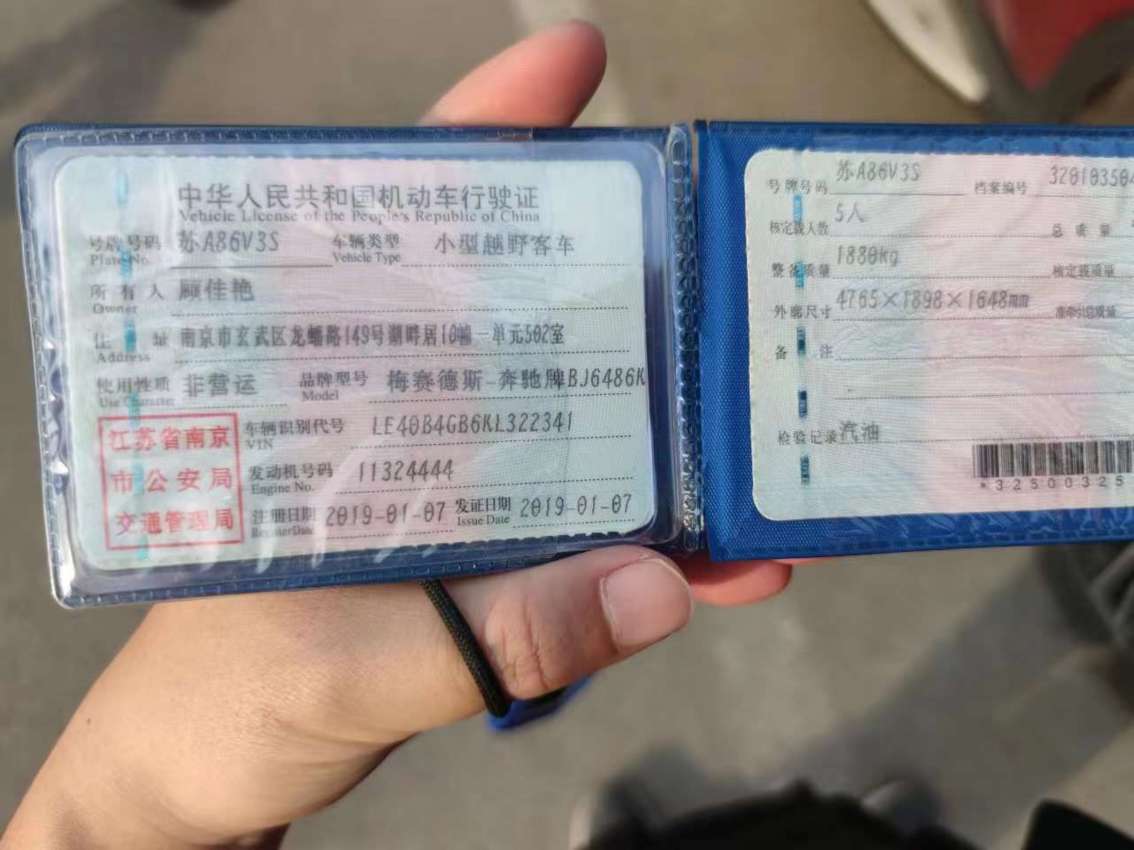 中华人民共和国机动车行驶证
Vehicle License of the People's Republic of China
号牌号码 苏A86V3S 车辆类型 小型越野客车
Plate No. Vehicle Type
所有人 顾佳艳
Owner
住址 南京市玄武区龙蟠路149号湖畔居10幢一单元502室
Address
使用性质 非营运 品牌型号 梅赛德斯-奔驰牌BJ6486K
Use Character Model
江苏省南京
市公安局
交通管理局
车辆识别代号 LE40B4GB6KL322341
VIN
发动机号码 11324444
Engine No.
注册日期 2019-01-07 发证日期 2019-01-07
Register Date Issue Date
号牌号码 苏A86V3S 档案编号 320103504
核定载人数 5人 总质量
整备质量 1880kg 核定载质量
外廓尺寸 4765×1898×1648mm 准牵引总质量
备注
检验记录 汽油
*32500325